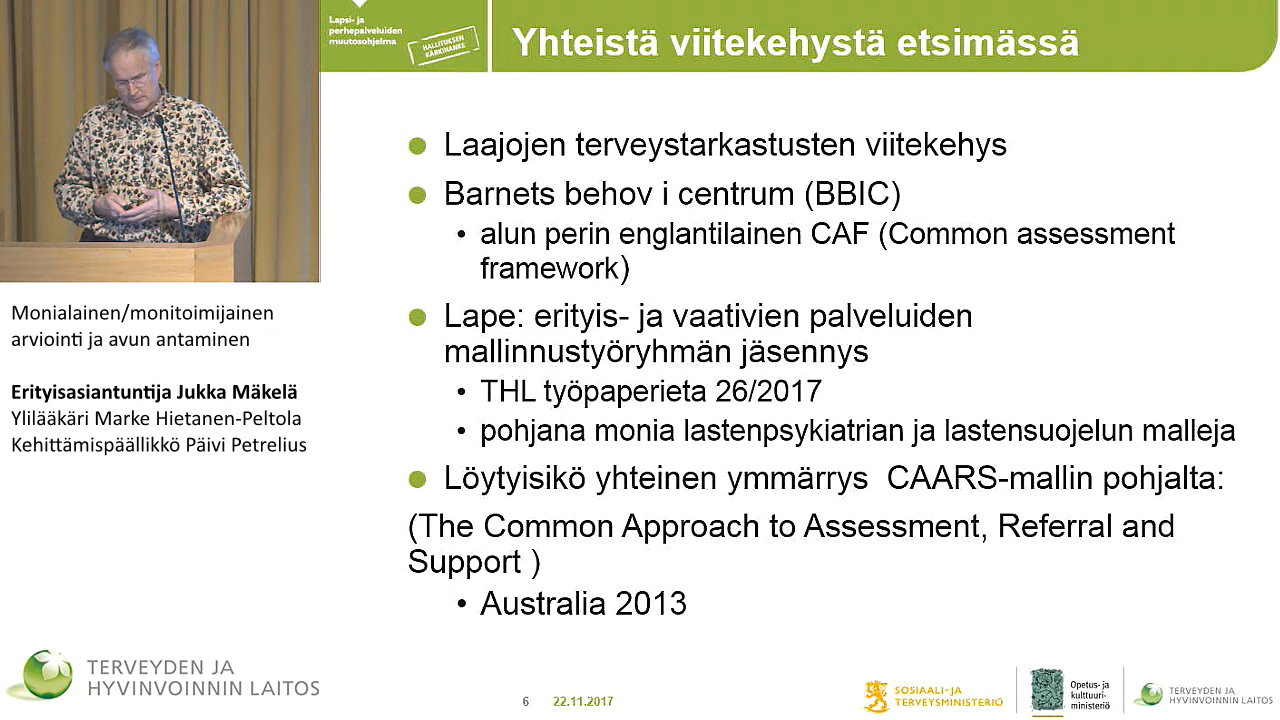 Lapsi- ja
perhepalveluiden
muutosohjelma
HALLITUKSEN
KÄRKIHANKE
Yhteistä viitekehystä etsimässä
Laajojen terveystarkastusten viitekehys
Barnets behov i centrum (BBIC)
alun perin englantilainen CAF (Common assessment
framework)
Lape: erityis- ja vaativien palveluiden
mallinnustyöryhmän jäsennys
THL työpaperieta 26/2017
pohjana monia lastenpsykiatrian ja lastensuojelun malleja
Löytyisikö yhteinen ymmärrys  CAARS-mallin pohjalta:
(The Common Approach to Assessment, Referral and
Support )
Australia 2013
Monialainen/monitoimijainen
arviointi ja avun antaminen
Erityisasiantuntija Jukka Mäkelä
Ylilääkäri Marke Hietanen-Peltola
Kehittämispäällikkö Päivi Petrelius
TERVEYDEN JA
HYVINVOINNIN LAITOS
6 22.11.2017
SOSIAALI- JA
TERVEYSMINISTERIÖ
Opetus- ja
kulttuuri-
ministeriö
TERVEYDEN JA
HYVINVOINNIN LAITOS